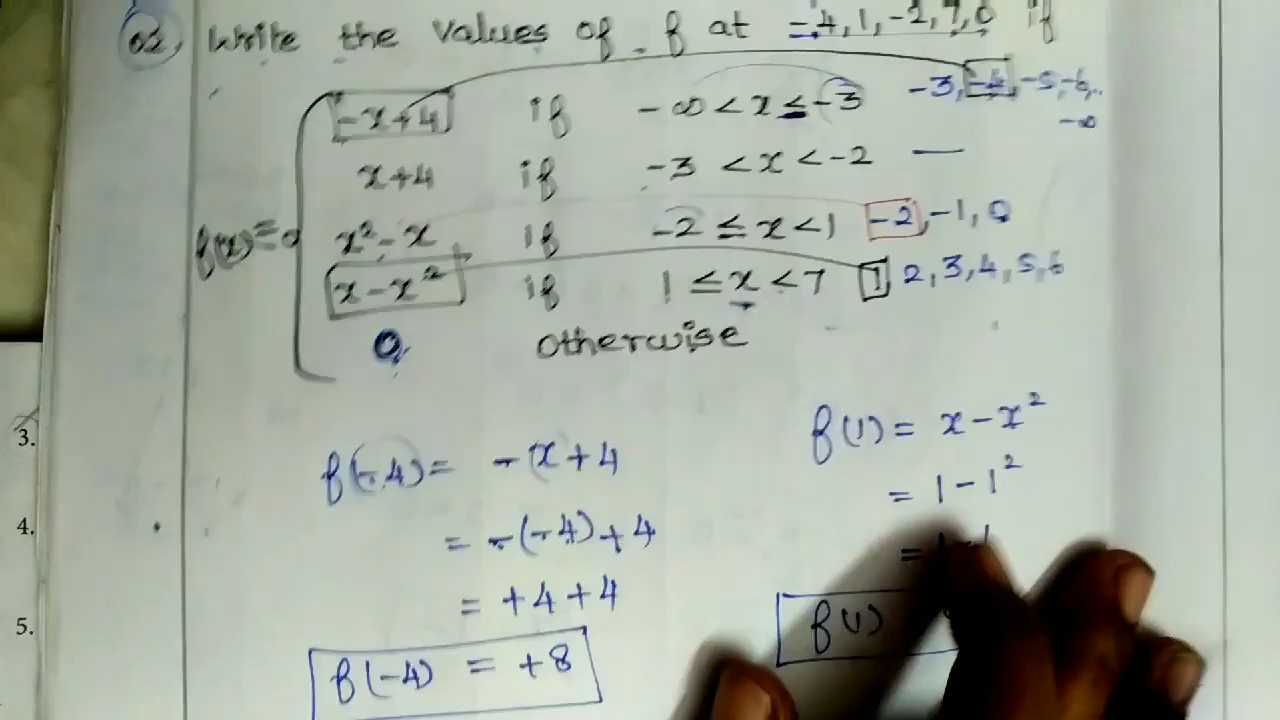 02, Write the values of f at -4, 1, -2, 7, 0 if
f(x) =
-x+4 if -∞ < x ≤ -3 -3, -4, -5, -6, .. -∞
x+4 if -3 < x < -2 —
x² - x if -2 ≤ x < 1 -2, -1, 0
x - x² if 1 ≤ x < 7 1 2, 3, 4, 5, 6
0 otherwise
f(-4) = -x+4
= -(-4)+4
= +4+4
f(-4) = +8
f(1) = x - x²
= 1 - 1²
= 1-1
f(1)
3.
4.
5.